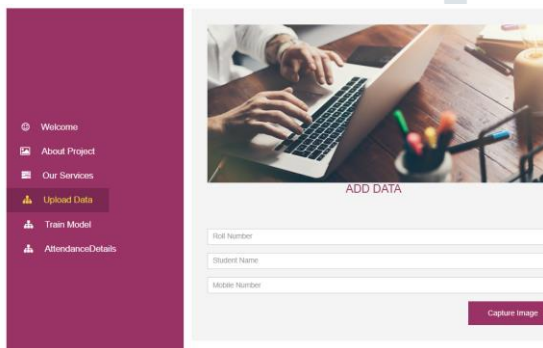 Welcome
About Project
Our Services
Upload Data
Train Model
AttendanceDetails
ADD DATA
Roll Number
Student Name
Mobile Number
Capture Image